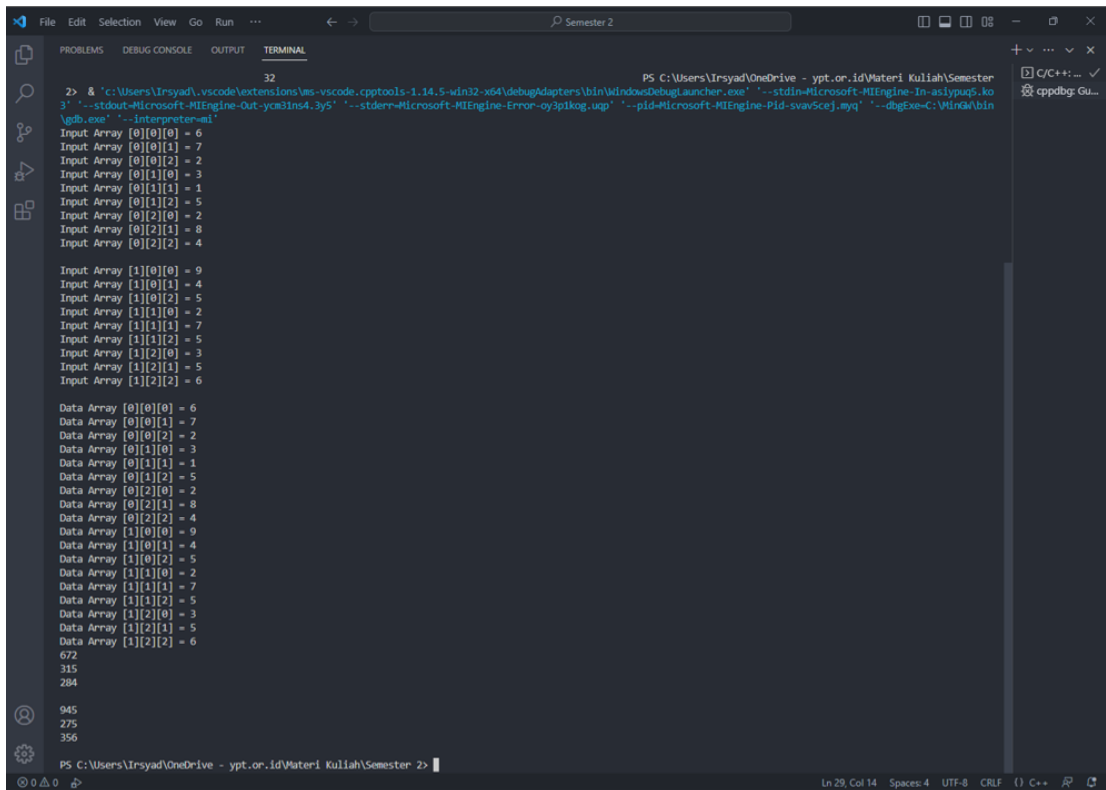 File Edit Selection View Go Run ... Semester 2
PROBLEMS DEBUG CONSOLE OUTPUT TERMINAL
32 PS C:\Users\Irsyad\OneDrive - ypt.or.id\Materi Kuliah\Semester
2> & 'c:\Users\Irsyad\.vscode\extensions\ms-vscode.cpptools-1.14.5-win32-x64\debugAdapters\bin\WindowsDebugLauncher.exe' '--stdin=Microsoft-MIEngine-In-asiypuq5.ko
3' '--stdout=Microsoft-MIEngine-Out-ycm31ns4.3y5' '--stderr=Microsoft-MIEngine-Error-oy3p1kog.uqp' '--pid=Microsoft-MIEngine-Pid-svav5cej.myq' '--dbgExe=C:\MinGW\bin
\gdb.exe' '--interpreter=mi'
C/C++: ...
cppdbg: Gu...
Input Array [0][0][0] = 6
Input Array [0][0][1] = 7
Input Array [0][0][2] = 2
Input Array [0][1][0] = 3
Input Array [0][1][1] = 1
Input Array [0][1][2] = 5
Input Array [0][2][0] = 2
Input Array [0][2][1] = 8
Input Array [0][2][2] = 4
Input Array [1][0][0] = 9
Input Array [1][0][1] = 4
Input Array [1][0][2] = 5
Input Array [1][1][0] = 2
Input Array [1][1][1] = 7
Input Array [1][1][2] = 5
Input Array [1][2][0] = 3
Input Array [1][2][1] = 5
Input Array [1][2][2] = 6
Data Array [0][0][0] = 6
Data Array [0][0][1] = 7
Data Array [0][0][2] = 2
Data Array [0][1][0] = 3
Data Array [0][1][1] = 1
Data Array [0][1][2] = 5
Data Array [0][2][0] = 2
Data Array [0][2][1] = 8
Data Array [0][2][2] = 4
Data Array [1][0][0] = 9
Data Array [1][0][1] = 4
Data Array [1][0][2] = 5
Data Array [1][1][0] = 2
Data Array [1][1][1] = 7
Data Array [1][1][2] = 5
Data Array [1][2][0] = 3
Data Array [1][2][1] = 5
Data Array [1][2][2] = 6
672
315
284
945
275
356
PS C:\Users\Irsyad\OneDrive - ypt.or.id\Materi Kuliah\Semester 2>
0 0 Ln 29, Col 14 Spaces: 4 UTF-8 CRLF {} C++